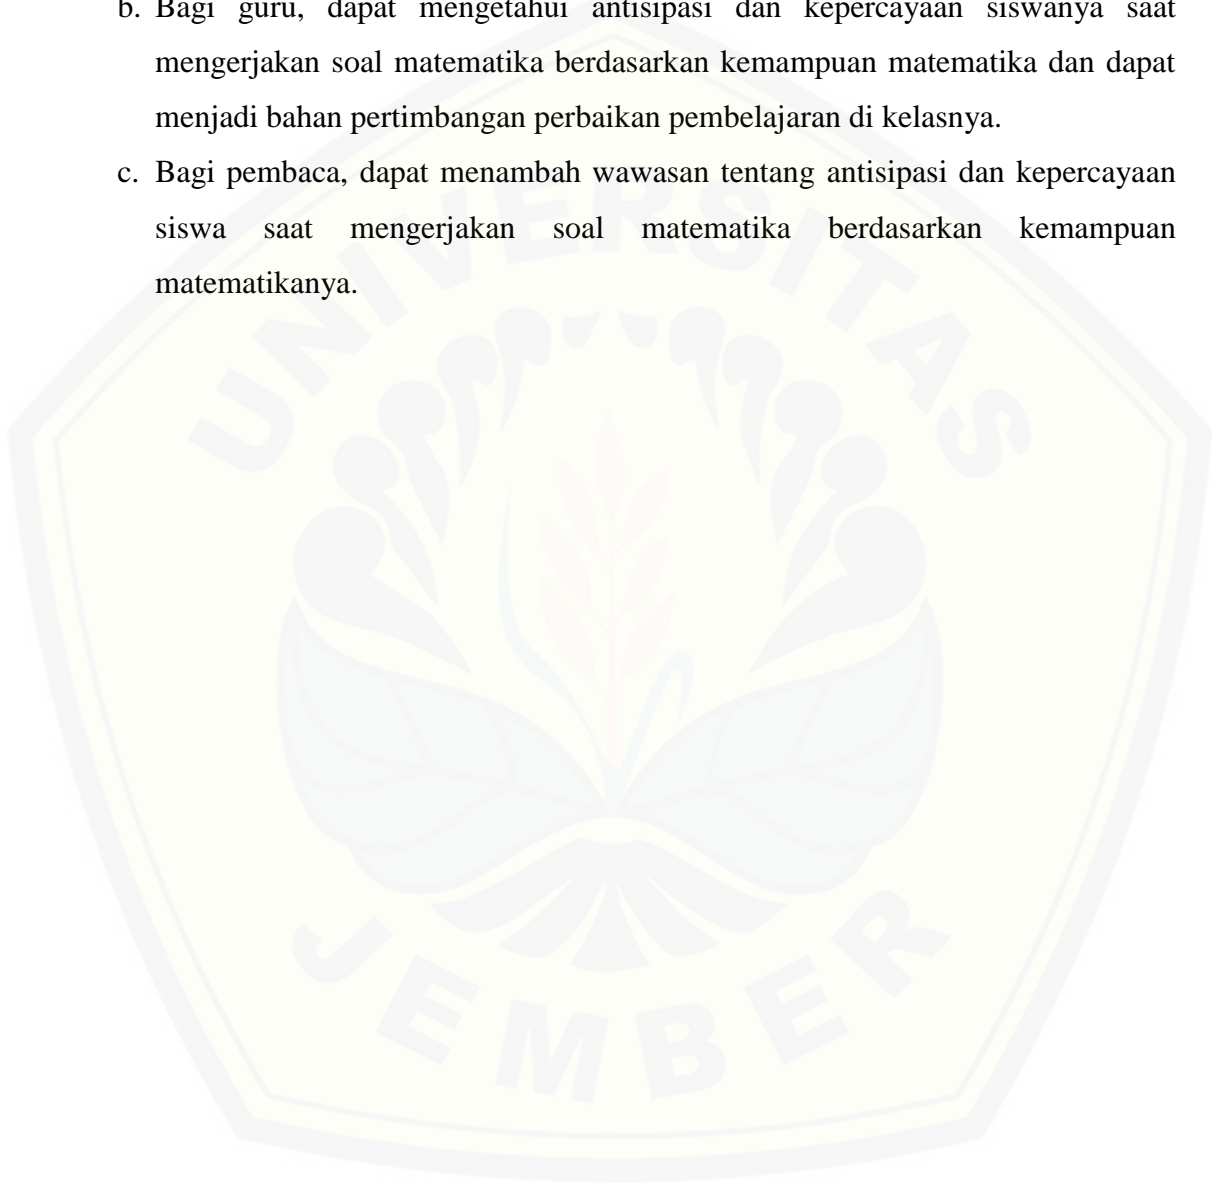 b. Bagi guru, dapat mengetahui antisipasi dan kepercayaan siswanya saat
mengerjakan soal matematika berdasarkan kemampuan matematika dan dapat
menjadi bahan pertimbangan perbaikan pembelajaran di kelasnya.
c. Bagi pembaca, dapat menambah wawasan tentang antisipasi dan kepercayaan
siswa saat mengerjakan soal matematika berdasarkan kemampuan
matematikanya.
UNIVERSITAS
JEMBER